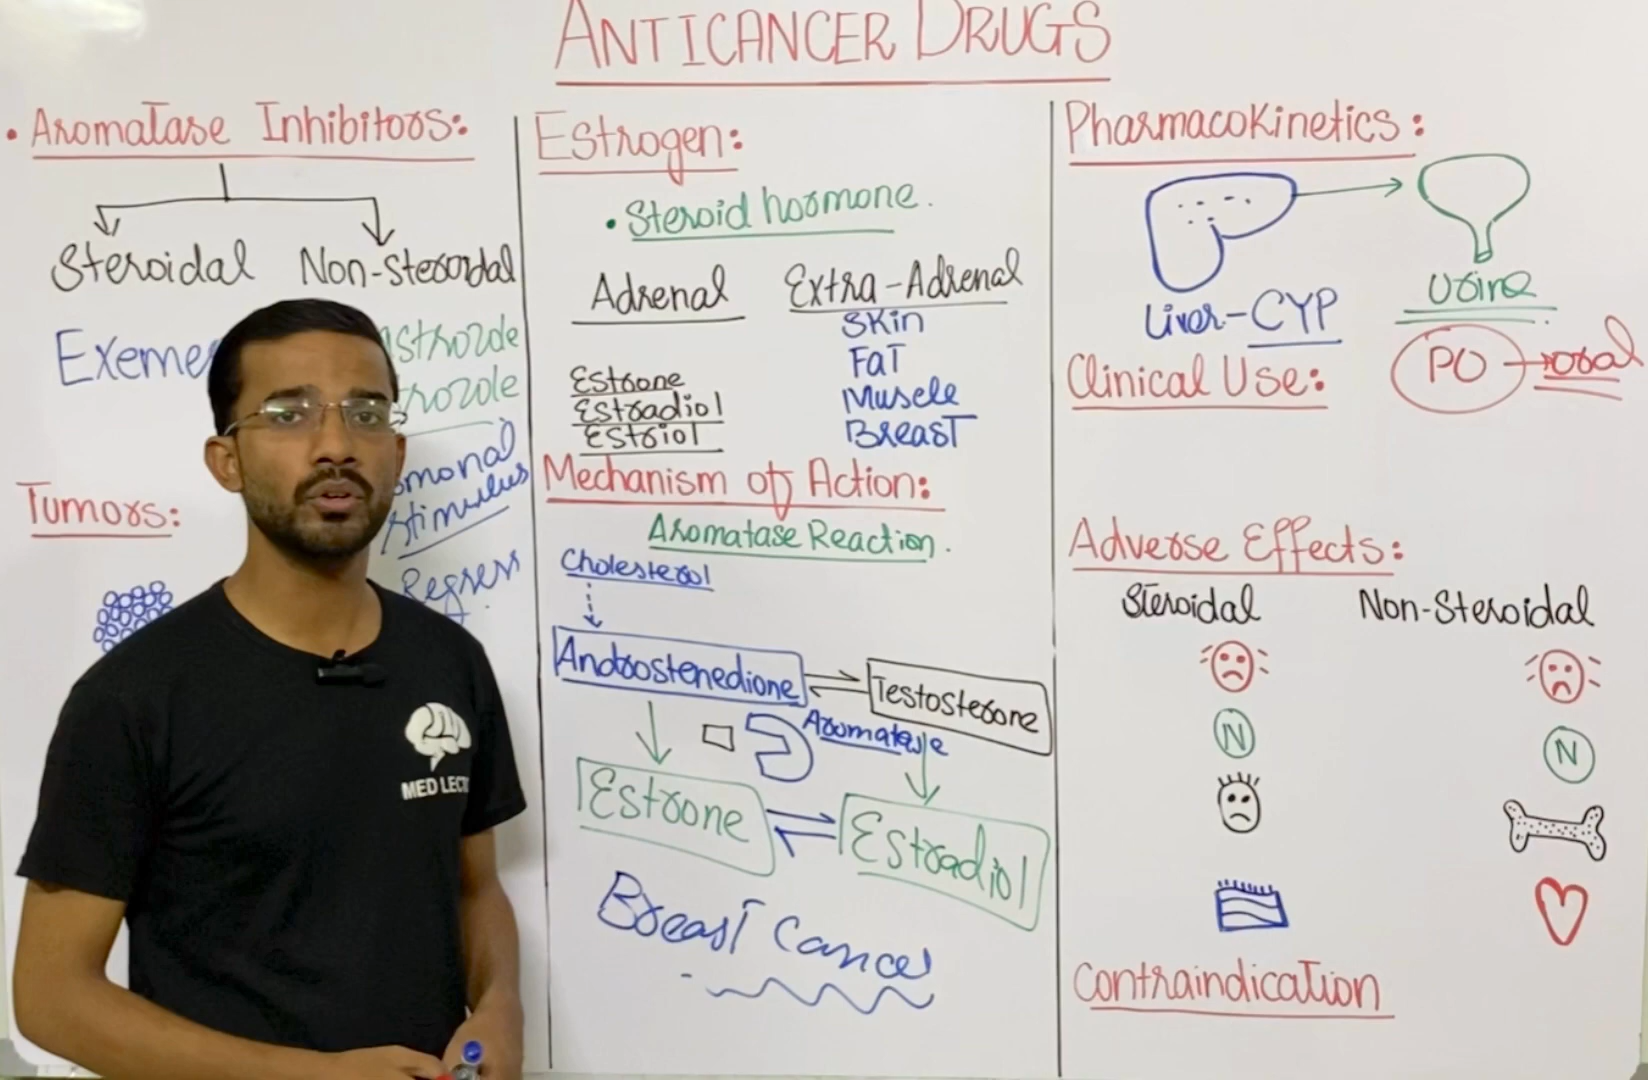 ANTICANCER DRUGS
• Aromatase Inhibitors:
Steroidal
Non-Steroidal
Exeme
strozole
rozole
monal
stimulus
Regress
Tumors:
MED LECT
Estrogen:
• Steroid hormone.
Adrenal
Extra-Adrenal
Skin
Fat
Muscle
Breast
Estrone
Estradiol
Estriol
Mechanism of Action:
Aromatase Reaction.
Cholesterol
Androstenedione
Testosterone
Aromatase
Estrone
Estradiol
Breast Cancer
Pharmacokinetics:
Liver-CYP
Urine
PO → oral
Clinical Use:
Adverse Effects:
Steroidal
Non-Steroidal
N
N
Contraindication